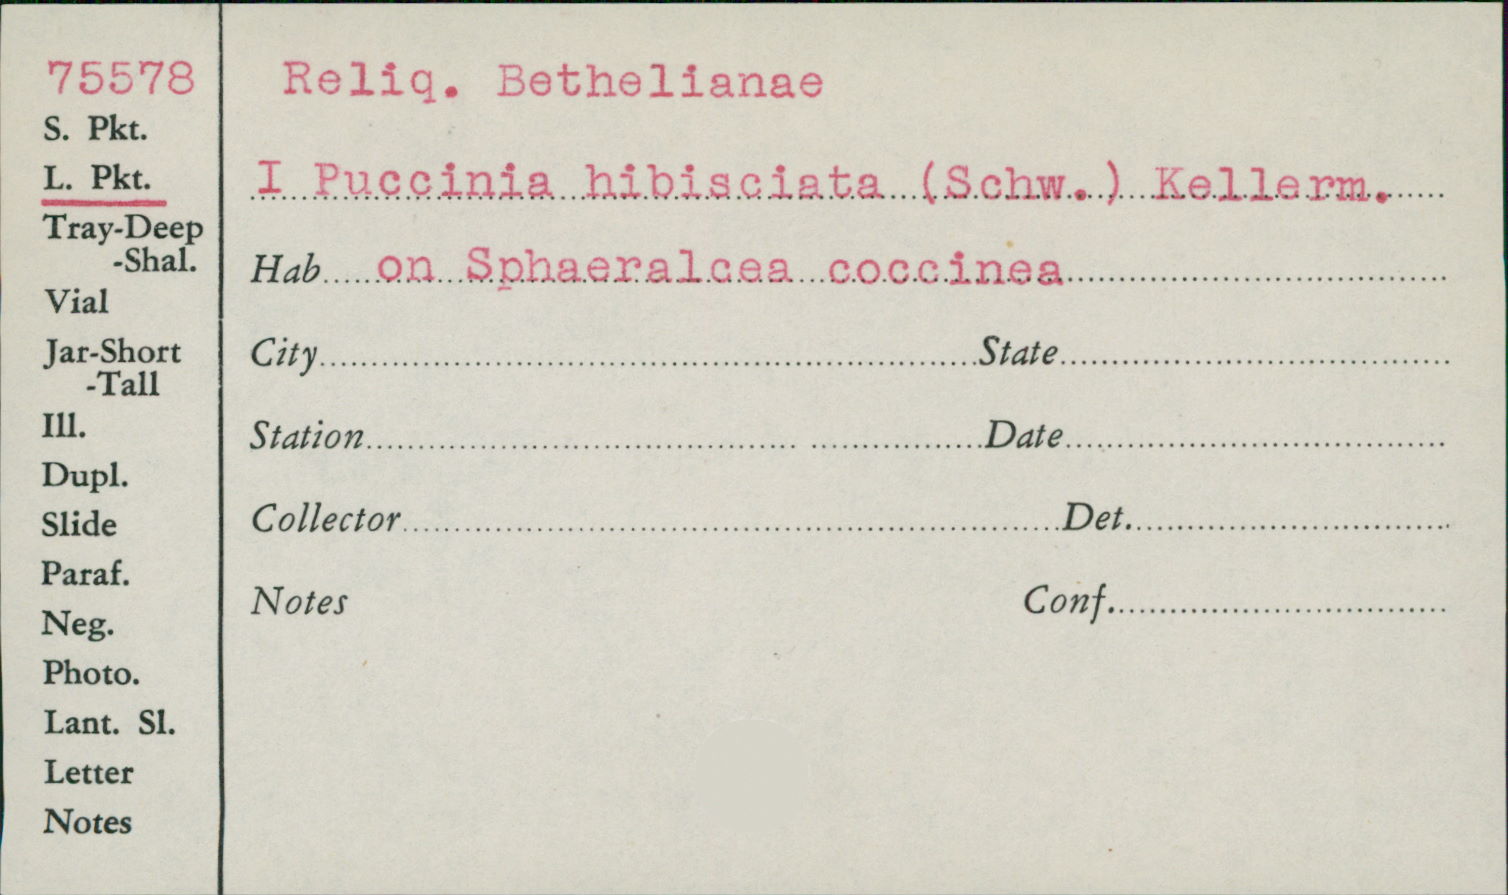 75578
Reliq. Bethelianae
S. Pkt.
L. Pkt.
I Puccinia hibisciata (Schw.) Kellerm.
Tray-Deep
-Shal.
Hab on Sphaeralcea coccinea
Vial
Jar-Short
-Tall
City State
Ill.
Station Date
Dupl.
Slide
Collector Det.
Paraf.
Neg.
Notes Conf.
Photo.
Lant. Sl.
Letter
Notes